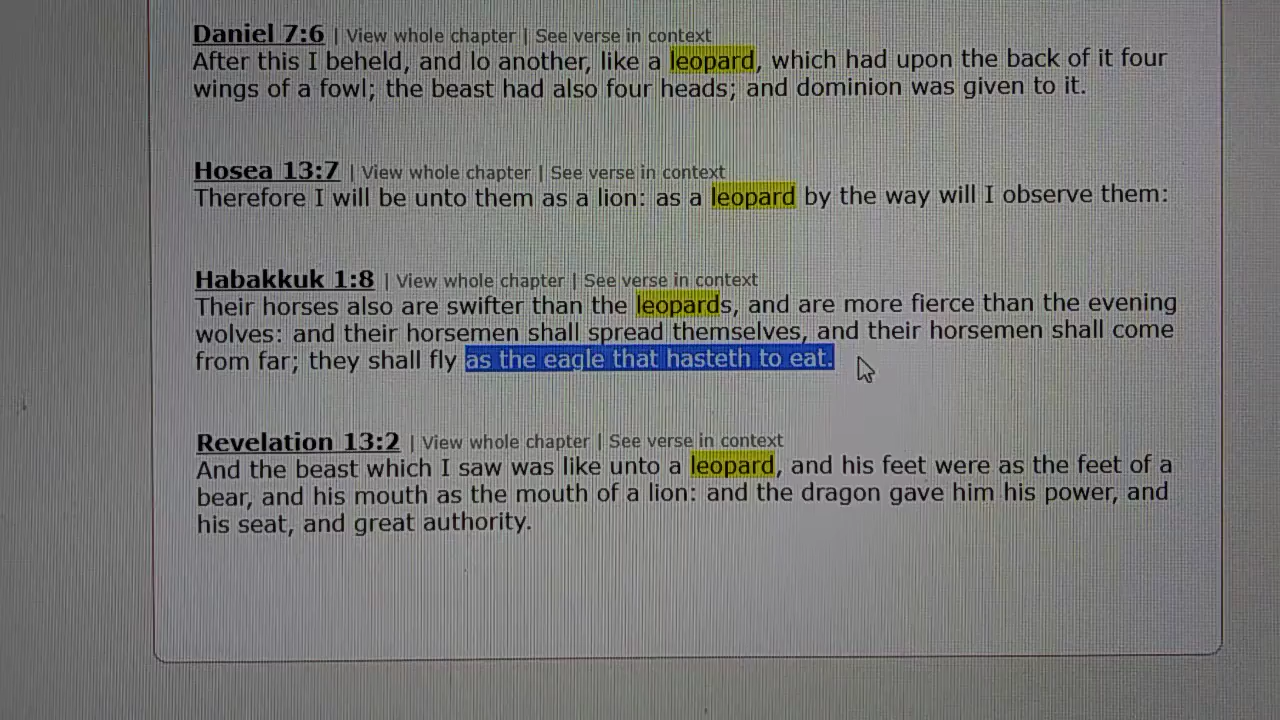 Daniel 7:6 | View whole chapter | See verse in context
After this I beheld, and lo another, like a leopard, which had upon the back of it four
wings of a fowl; the beast had also four heads; and dominion was given to it.
Hosea 13:7 | View whole chapter | See verse in context
Therefore I will be unto them as a lion: as a leopard by the way will I observe them:
Habakkuk 1:8 | View whole chapter | See verse in context
Their horses also are swifter than the leopards, and are more fierce than the evening
wolves: and their horsemen shall spread themselves, and their horsemen shall come
from far; they shall fly as the eagle that hasteth to eat.
Revelation 13:2 | View whole chapter | See verse in context
And the beast which I saw was like unto a leopard, and his feet were as the feet of a
bear, and his mouth as the mouth of a lion: and the dragon gave him his power, and
his seat, and great authority.